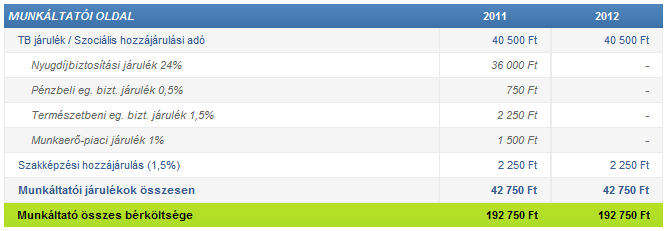 MUNKÁLTATÓI OLDAL 2011 2012
TB járulék / Szociális hozzájárulási adó 40 500 Ft 40 500 Ft
Nyugdíjbiztosítási járulék 24% 36 000 Ft -
Pénzbeli eg. bizt. járulék 0,5% 750 Ft -
Természetbeni eg. bizt. járulék 1,5% 2 250 Ft -
Munkaerő-piaci járulék 1% 1 500 Ft -
Szakképzési hozzájárulás (1,5%) 2 250 Ft 2 250 Ft
Munkáltatói járulékok összesen 42 750 Ft 42 750 Ft
Munkáltató összes bérköltsége 192 750 Ft 192 750 Ft